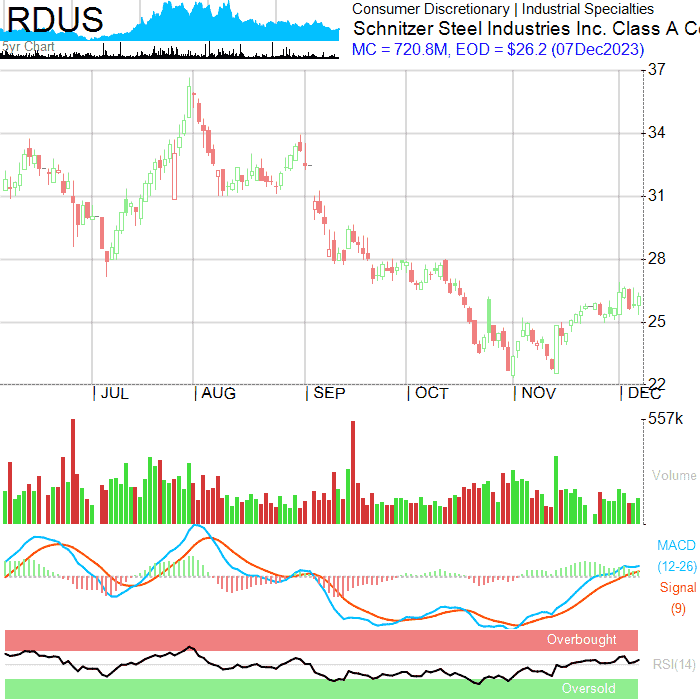 RDUS
5yr Chart
Consumer Discretionary | Industrial Specialties
Schnitzer Steel Industries Inc. Class A Co
MC = 720.8M, EOD = $26.2 (07Dec2023)
37
34
31
28
25
22
| JUL | AUG | SEP | OCT | NOV | DEC
557k
Volume
MACD
(12-26)
Signal
(9)
Overbought
RSI(14)
Oversold